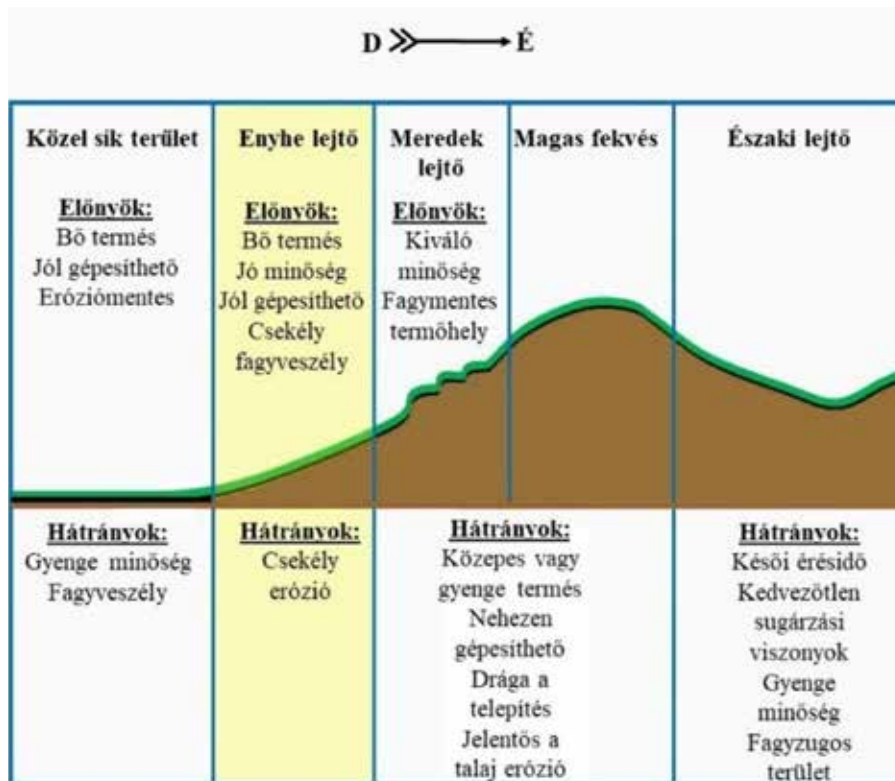 D É
Közel sík terület
Előnyök:
Bő termés
Jól gépesíthető
Eróziómentes
Enyhe lejtő
Előnyök:
Bő termés
Jó minőség
Jól gépesíthető
Csekély
fagyveszély
Meredek
lejtő
Előnyök:
Kiváló
minőség
Fagymentes
termőhely
Magas fekvés
Északi lejtő
Hátrányok:
Gyenge minőség
Fagyveszély
Hátrányok:
Csekély
erózió
Hátrányok:
Közepes vagy
gyenge termés
Nehezen
gépesíthető
Drága a
telepítés
Jelentős a
talaj erózió
Hátrányok:
Késői érésidő
Kedvezőtlen
sugárzási
viszonyok
Gyenge
minőség
Fagyzugos
terület